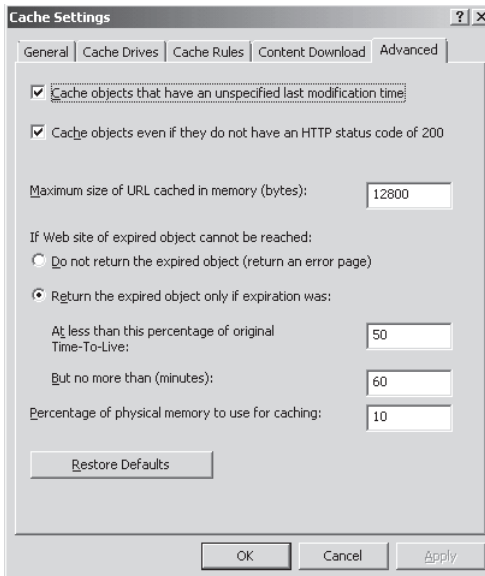 Cache Settings ? X
General Cache Drives Cache Rules Content Download Advanced
Cache objects that have an unspecified last modification time
Cache objects even if they do not have an HTTP status code of 200
Maximum size of URL cached in memory (bytes): 12800
If Web site of expired object cannot be reached:
Do not return the expired object (return an error page)
Return the expired object only if expiration was:
At less than this percentage of original
Time-To-Live: 50
But no more than (minutes): 60
Percentage of physical memory to use for caching: 10
Restore Defaults
OK Cancel Apply